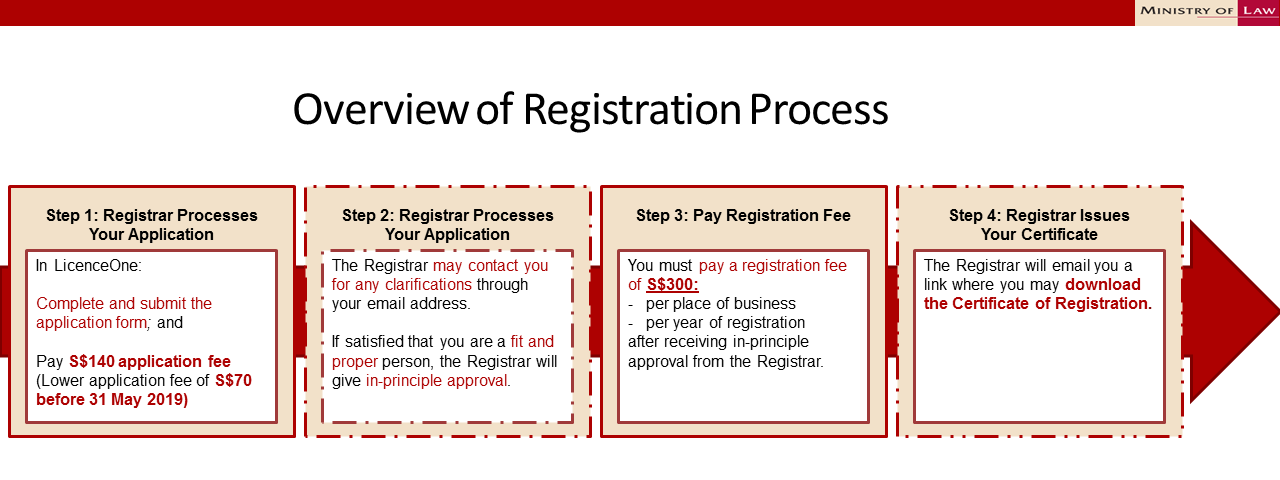 MINISTRY OF LAW
Overview of Registration Process
Step 1: Registrar Processes
Your Application
In LicenceOne:
Complete and submit the
application form; and
Pay S$140 application fee
(Lower application fee of S$70
before 31 May 2019)
Step 2: Registrar Processes
Your Application
The Registrar may contact you
for any clarifications through
your email address.
If satisfied that you are a fit and
proper person, the Registrar will
give in-principle approval.
Step 3: Pay Registration Fee
You must pay a registration fee
of S$300:
- per place of business
- per year of registration
after receiving in-principle
approval from the Registrar.
Step 4: Registrar Issues
Your Certificate
The Registrar will email you a
link where you may download
the Certificate of Registration.